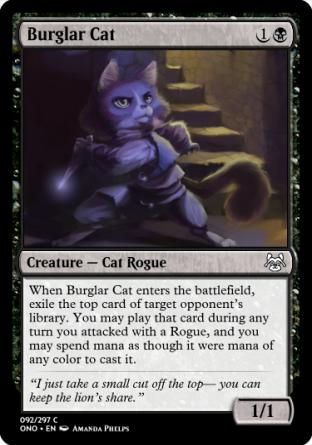 Burglar Cat 1
Creature — Cat Rogue
When Burglar Cat enters the battlefield,
exile the top card of target opponent's
library. You may play that card during any
turn you attacked with a Rogue, and you
may spend mana as though it were mana of
any color to cast it.
“I just take a small cut off the top— you can
keep the lion's share.”
1/1
092/297 C
ONO • EN Amanda Phelps